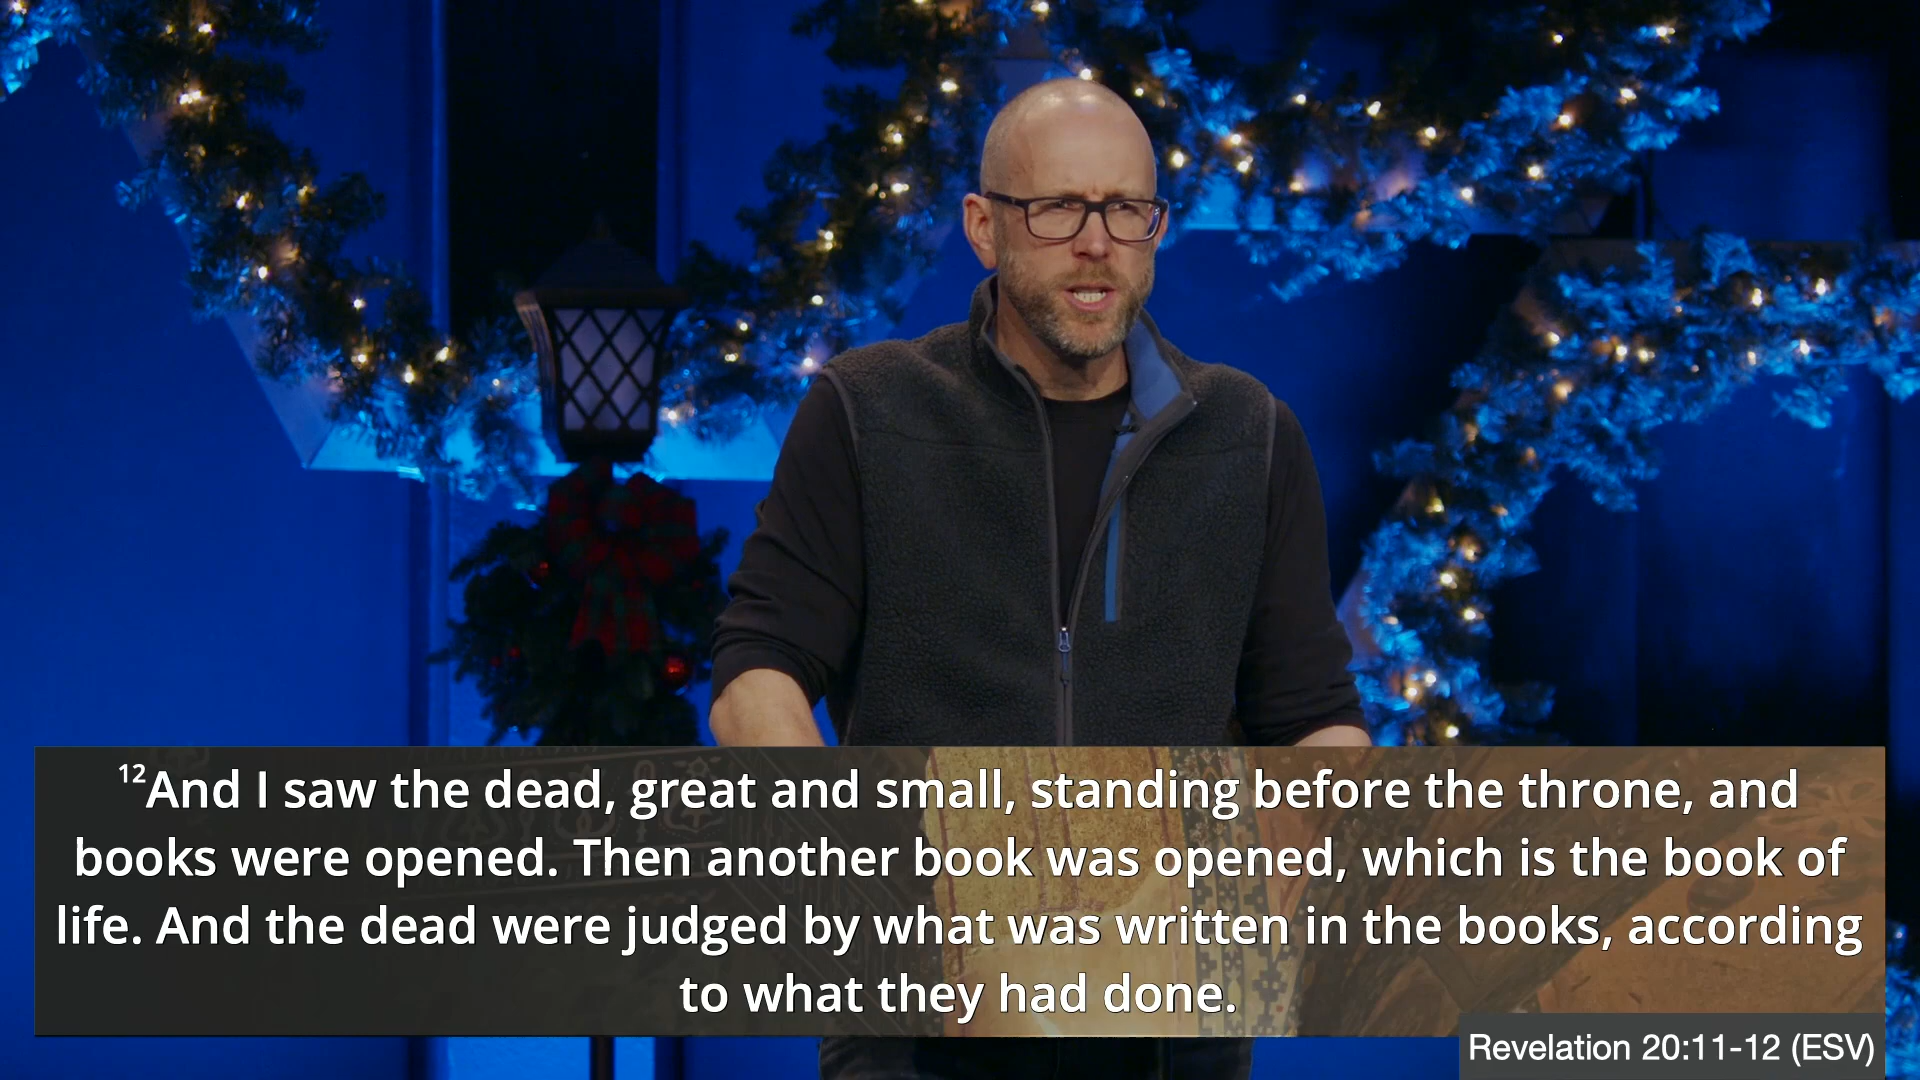 ¹²And I saw the dead, great and small, standing before the throne, and
books were opened. Then another book was opened, which is the book of
life. And the dead were judged by what was written in the books, according
to what they had done.
Revelation 20:11-12 (ESV)